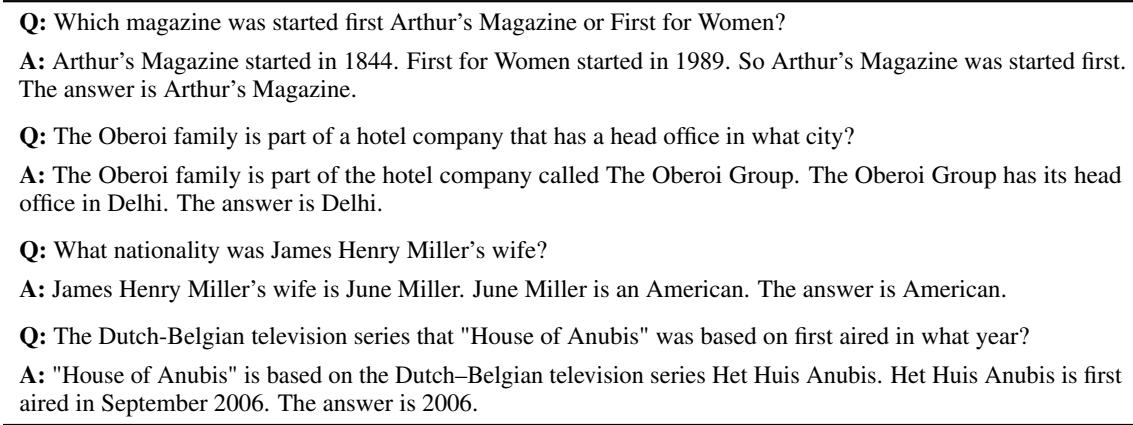 Q: Which magazine was started first Arthur's Magazine or First for Women?
A: Arthur's Magazine started in 1844. First for Women started in 1989. So Arthur's Magazine was started first.
The answer is Arthur's Magazine.
Q: The Oberoi family is part of a hotel company that has a head office in what city?
A: The Oberoi family is part of the hotel company called The Oberoi Group. The Oberoi Group has its head
office in Delhi. The answer is Delhi.
Q: What nationality was James Henry Miller's wife?
A: James Henry Miller's wife is June Miller. June Miller is an American. The answer is American.
Q: The Dutch-Belgian television series that "House of Anubis" was based on first aired in what year?
A: "House of Anubis" is based on the Dutch–Belgian television series Het Huis Anubis. Het Huis Anubis is first
aired in September 2006. The answer is 2006.